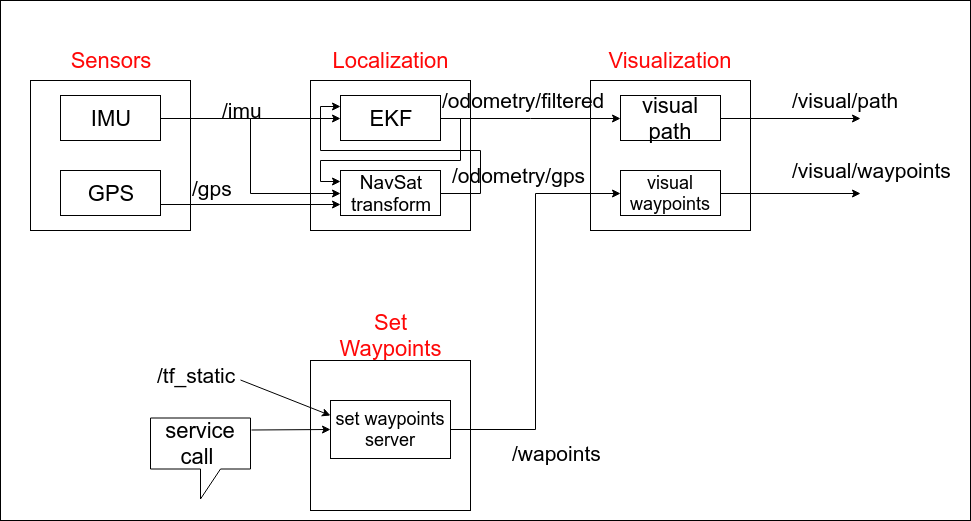 Sensors
Localization
Visualization
IMU
/imu
EKF
/odometry/filtered
visual
path
/visual/path
GPS
/gps
NavSat
transform
/odometry/gps
visual
waypoints
/visual/waypoints
Set
Waypoints
/tf_static
service
call
set waypoints
server
/wapoints